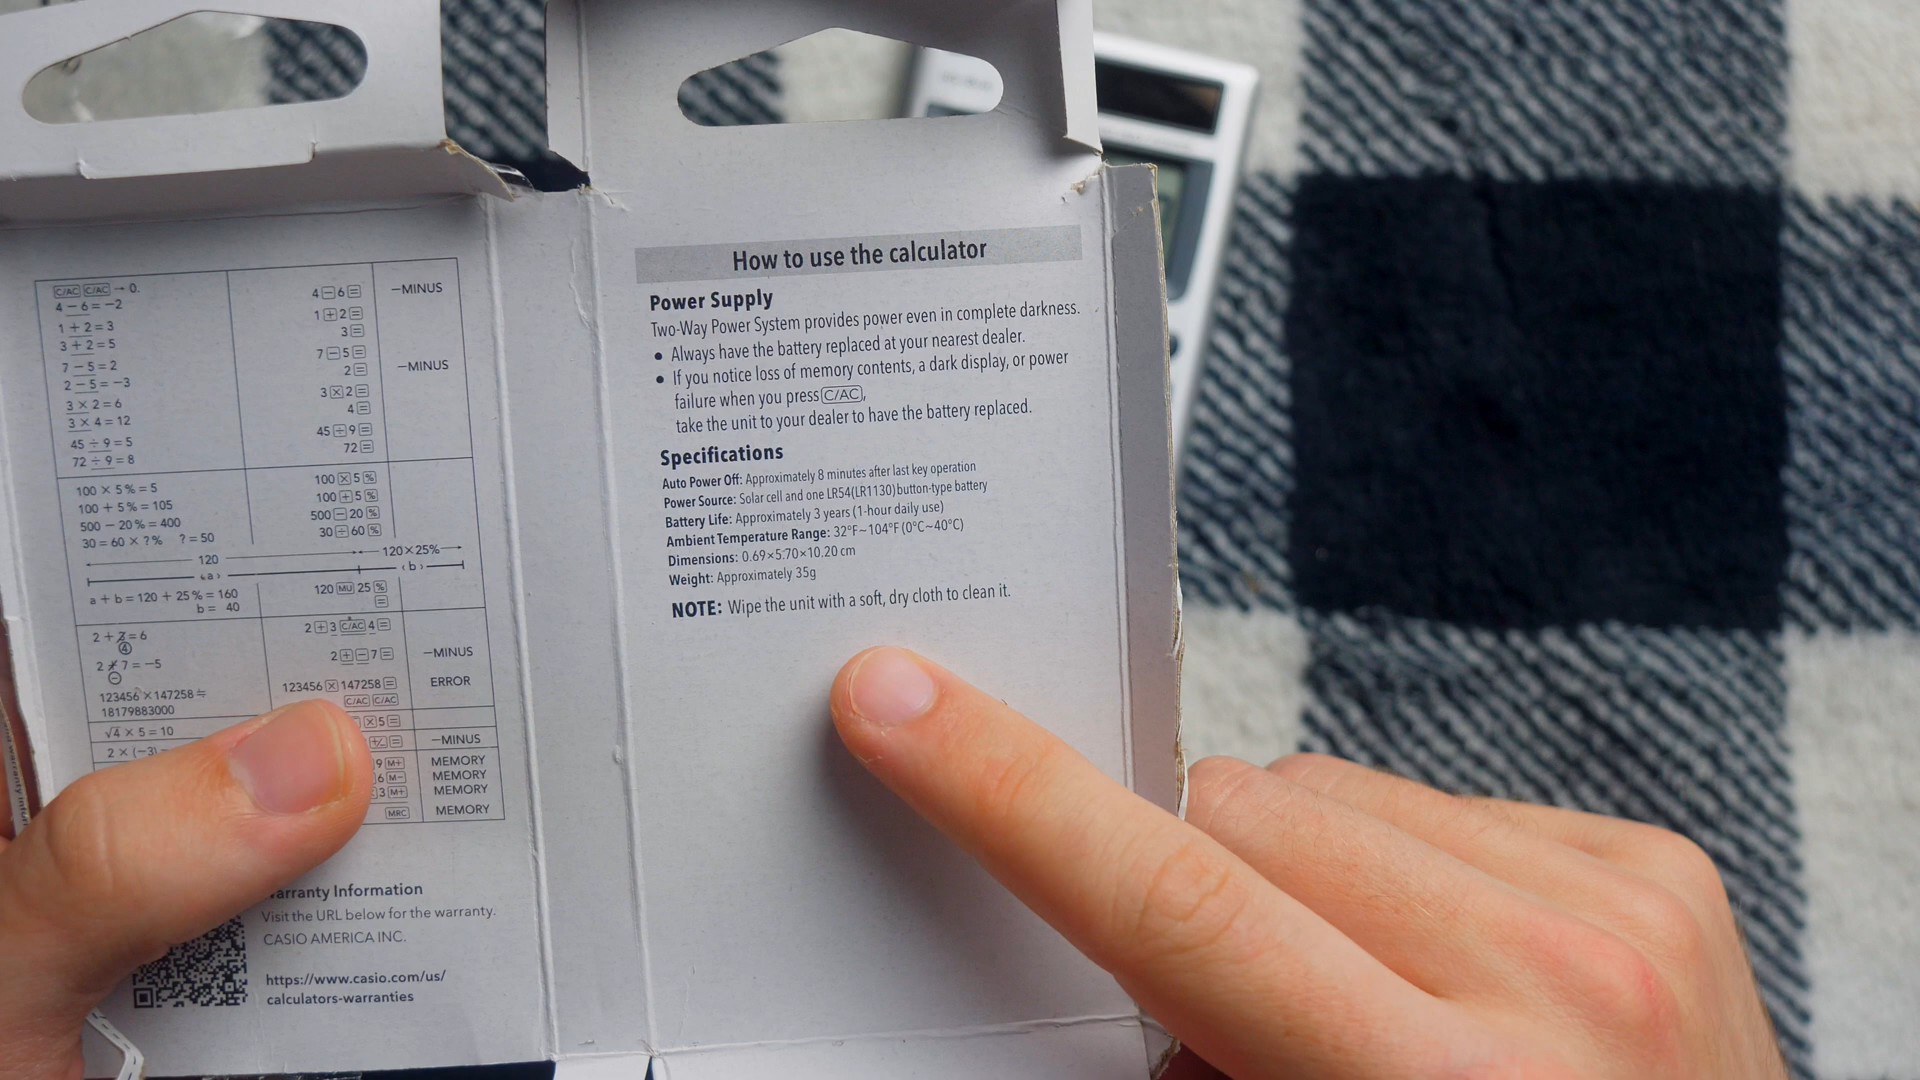 C/AC C/AC → 0.
4 − 6 = −2
4 − 6 =
−MINUS
1 + 2 = 3
1 + 2 =
3 + 2 = 5
3 =
7 − 5 = 2
7 − 5 =
2 − 5 = −3
2 =
−MINUS
3 × 2 = 6
3 × 2 =
3 × 4 = 12
4 =
45 ÷ 9 = 5
45 ÷ 9 =
72 ÷ 9 = 8
72 =
100 × 5 % = 5
100 × 5 %
100 + 5 % = 105
100 + 5 %
500 − 20 % = 400
500 − 20 %
30 = 60 × ? % ? = 50
30 ÷ 60 %
120
120×25%
‹a›
‹b›
a + b = 120 + 25 % = 160
120 MU 25 %
b = 40
=
2 + 3 = 6
4
2 + 3 C/AC 4 =
2 + 7 = −5
−
2 + − 7 =
−MINUS
123456 × 147258 ≒
18179883000
123456 × 147258 =
ERROR
C/AC C/AC
√4 × 5 = 10
× 5 =
2 × (−3)
+/− =
−MINUS
9 M+
MEMORY
6 M−
MEMORY
3 M+
MEMORY
MRC
MEMORY
Warranty Information
Visit the URL below for the warranty.
CASIO AMERICA INC.
https://www.casio.com/us/
calculators-warranties
How to use the calculator
Power Supply
Two-Way Power System provides power even in complete darkness.
• Always have the battery replaced at your nearest dealer.
• If you notice loss of memory contents, a dark display, or power
failure when you press C/AC,
take the unit to your dealer to have the battery replaced.
Specifications
Auto Power Off: Approximately 8 minutes after last key operation
Power Source: Solar cell and one LR54(LR1130)button-type battery
Battery Life: Approximately 3 years (1-hour daily use)
Ambient Temperature Range: 32°F~104°F (0°C~40°C)
Dimensions: 0.69×5.70×10.20 cm
Weight: Approximately 35g
NOTE: Wipe the unit with a soft, dry cloth to clean it.